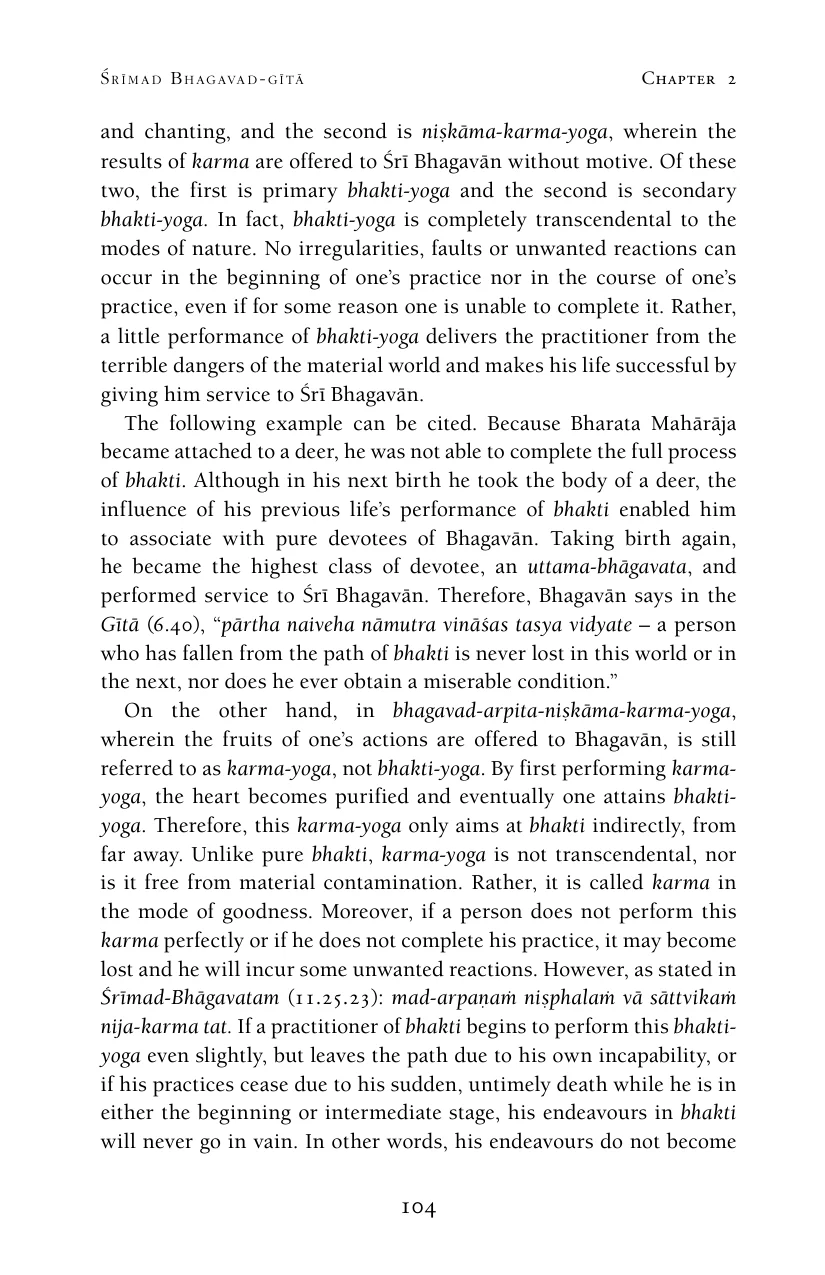 Śrīmad Bhagavad-gītā Chapter 2
and chanting, and the second is niṣkāma-karma-yoga, wherein the
results of karma are offered to Śrī Bhagavān without motive. Of these
two, the first is primary bhakti-yoga and the second is secondary
bhakti-yoga. In fact, bhakti-yoga is completely transcendental to the
modes of nature. No irregularities, faults or unwanted reactions can
occur in the beginning of one’s practice nor in the course of one’s
practice, even if for some reason one is unable to complete it. Rather,
a little performance of bhakti-yoga delivers the practitioner from the
terrible dangers of the material world and makes his life successful by
giving him service to Śrī Bhagavān.
The following example can be cited. Because Bharata Mahārāja
became attached to a deer, he was not able to complete the full process
of bhakti. Although in his next birth he took the body of a deer, the
influence of his previous life’s performance of bhakti enabled him
to associate with pure devotees of Bhagavān. Taking birth again,
he became the highest class of devotee, an uttama-bhāgavata, and
performed service to Śrī Bhagavān. Therefore, Bhagavān says in the
Gītā (6.40), “pārtha naiveha nāmutra vināśas tasya vidyate – a person
who has fallen from the path of bhakti is never lost in this world or in
the next, nor does he ever obtain a miserable condition.”
On the other hand, in bhagavad-arpita-niṣkāma-karma-yoga,
wherein the fruits of one’s actions are offered to Bhagavān, is still
referred to as karma-yoga, not bhakti-yoga. By first performing karma-
yoga, the heart becomes purified and eventually one attains bhakti-
yoga. Therefore, this karma-yoga only aims at bhakti indirectly, from
far away. Unlike pure bhakti, karma-yoga is not transcendental, nor
is it free from material contamination. Rather, it is called karma in
the mode of goodness. Moreover, if a person does not perform this
karma perfectly or if he does not complete his practice, it may become
lost and he will incur some unwanted reactions. However, as stated in
Śrīmad-Bhāgavatam (11.25.23): mad-arpaṇaṁ niṣphalaṁ vā sāttvikaṁ
nija-karma tat. If a practitioner of bhakti begins to perform this bhakti-
yoga even slightly, but leaves the path due to his own incapability, or
if his practices cease due to his sudden, untimely death while he is in
either the beginning or intermediate stage, his endeavours in bhakti
will never go in vain. In other words, his endeavours do not become
104